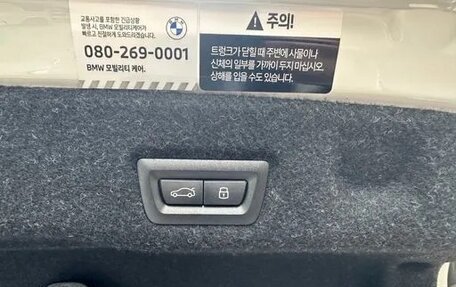 교통사고를 포함한 긴급상황
발생 시, BMW 모빌리티케어가
빠르고 친절하게 도와드리겠습니다.
080-269-0001
BMW 모빌리티 케어.
주의!
트렁크가 닫힐 때 주변에 사물이나
신체의 일부를 가까이 두지 마십시오.
상해를 입을 수도 있습니다.